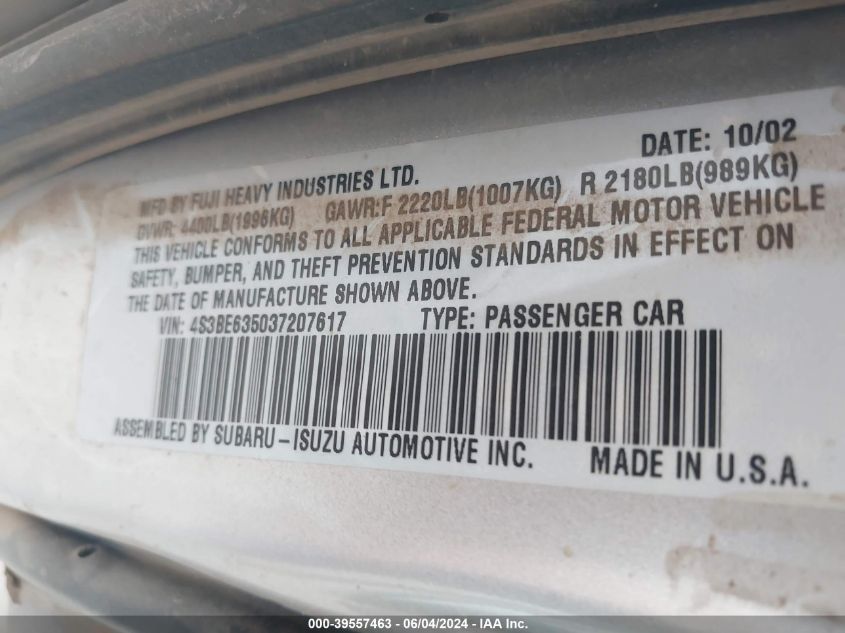 DATE: 10/02
MFD BY FUJI HEAVY INDUSTRIES LTD.
GVWR: 4400LB(1996KG) GAWR:F 2220LB(1007KG) R 2180LB(989KG)
THIS VEHICLE CONFORMS TO ALL APPLICABLE FEDERAL MOTOR VEHICLE
SAFETY, BUMPER, AND THEFT PREVENTION STANDARDS IN EFFECT ON
THE DATE OF MANUFACTURE SHOWN ABOVE.
VIN: 4S3BE635037207617 TYPE: PASSENGER CAR
ASSEMBLED BY SUBARU-ISUZU AUTOMOTIVE INC. MADE IN U.S.A.
000-39557463 - 06/04/2024 - IAA Inc.